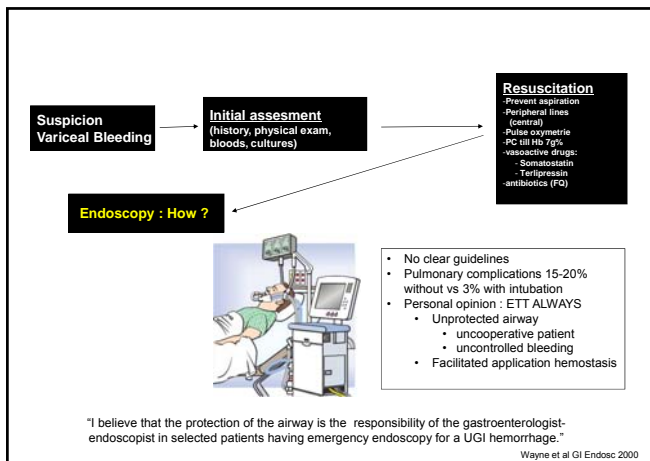 Suspicion
Variceal Bleeding
Initial assesment
(history, physical exam,
bloods, cultures)
Resuscitation
-Prevent aspiration
-Peripheral lines
(central)
-Pulse oxymetrie
-PC till Hb 7g%
-vasoactive drugs:
- Somatostatin
- Terlipressin
-antibiotics (FQ)
Endoscopy : How ?
• No clear guidelines
• Pulmonary complications 15-20%
without vs 3% with intubation
• Personal opinion : ETT ALWAYS
• Unprotected airway
• uncooperative patient
• uncontrolled bleeding
• Facilitated application hemostasis
“I believe that the protection of the airway is the responsibility of the gastroenterologist-
endoscopist in selected patients having emergency endoscopy for a UGI hemorrhage.”
Wayne et al GI Endosc 2000